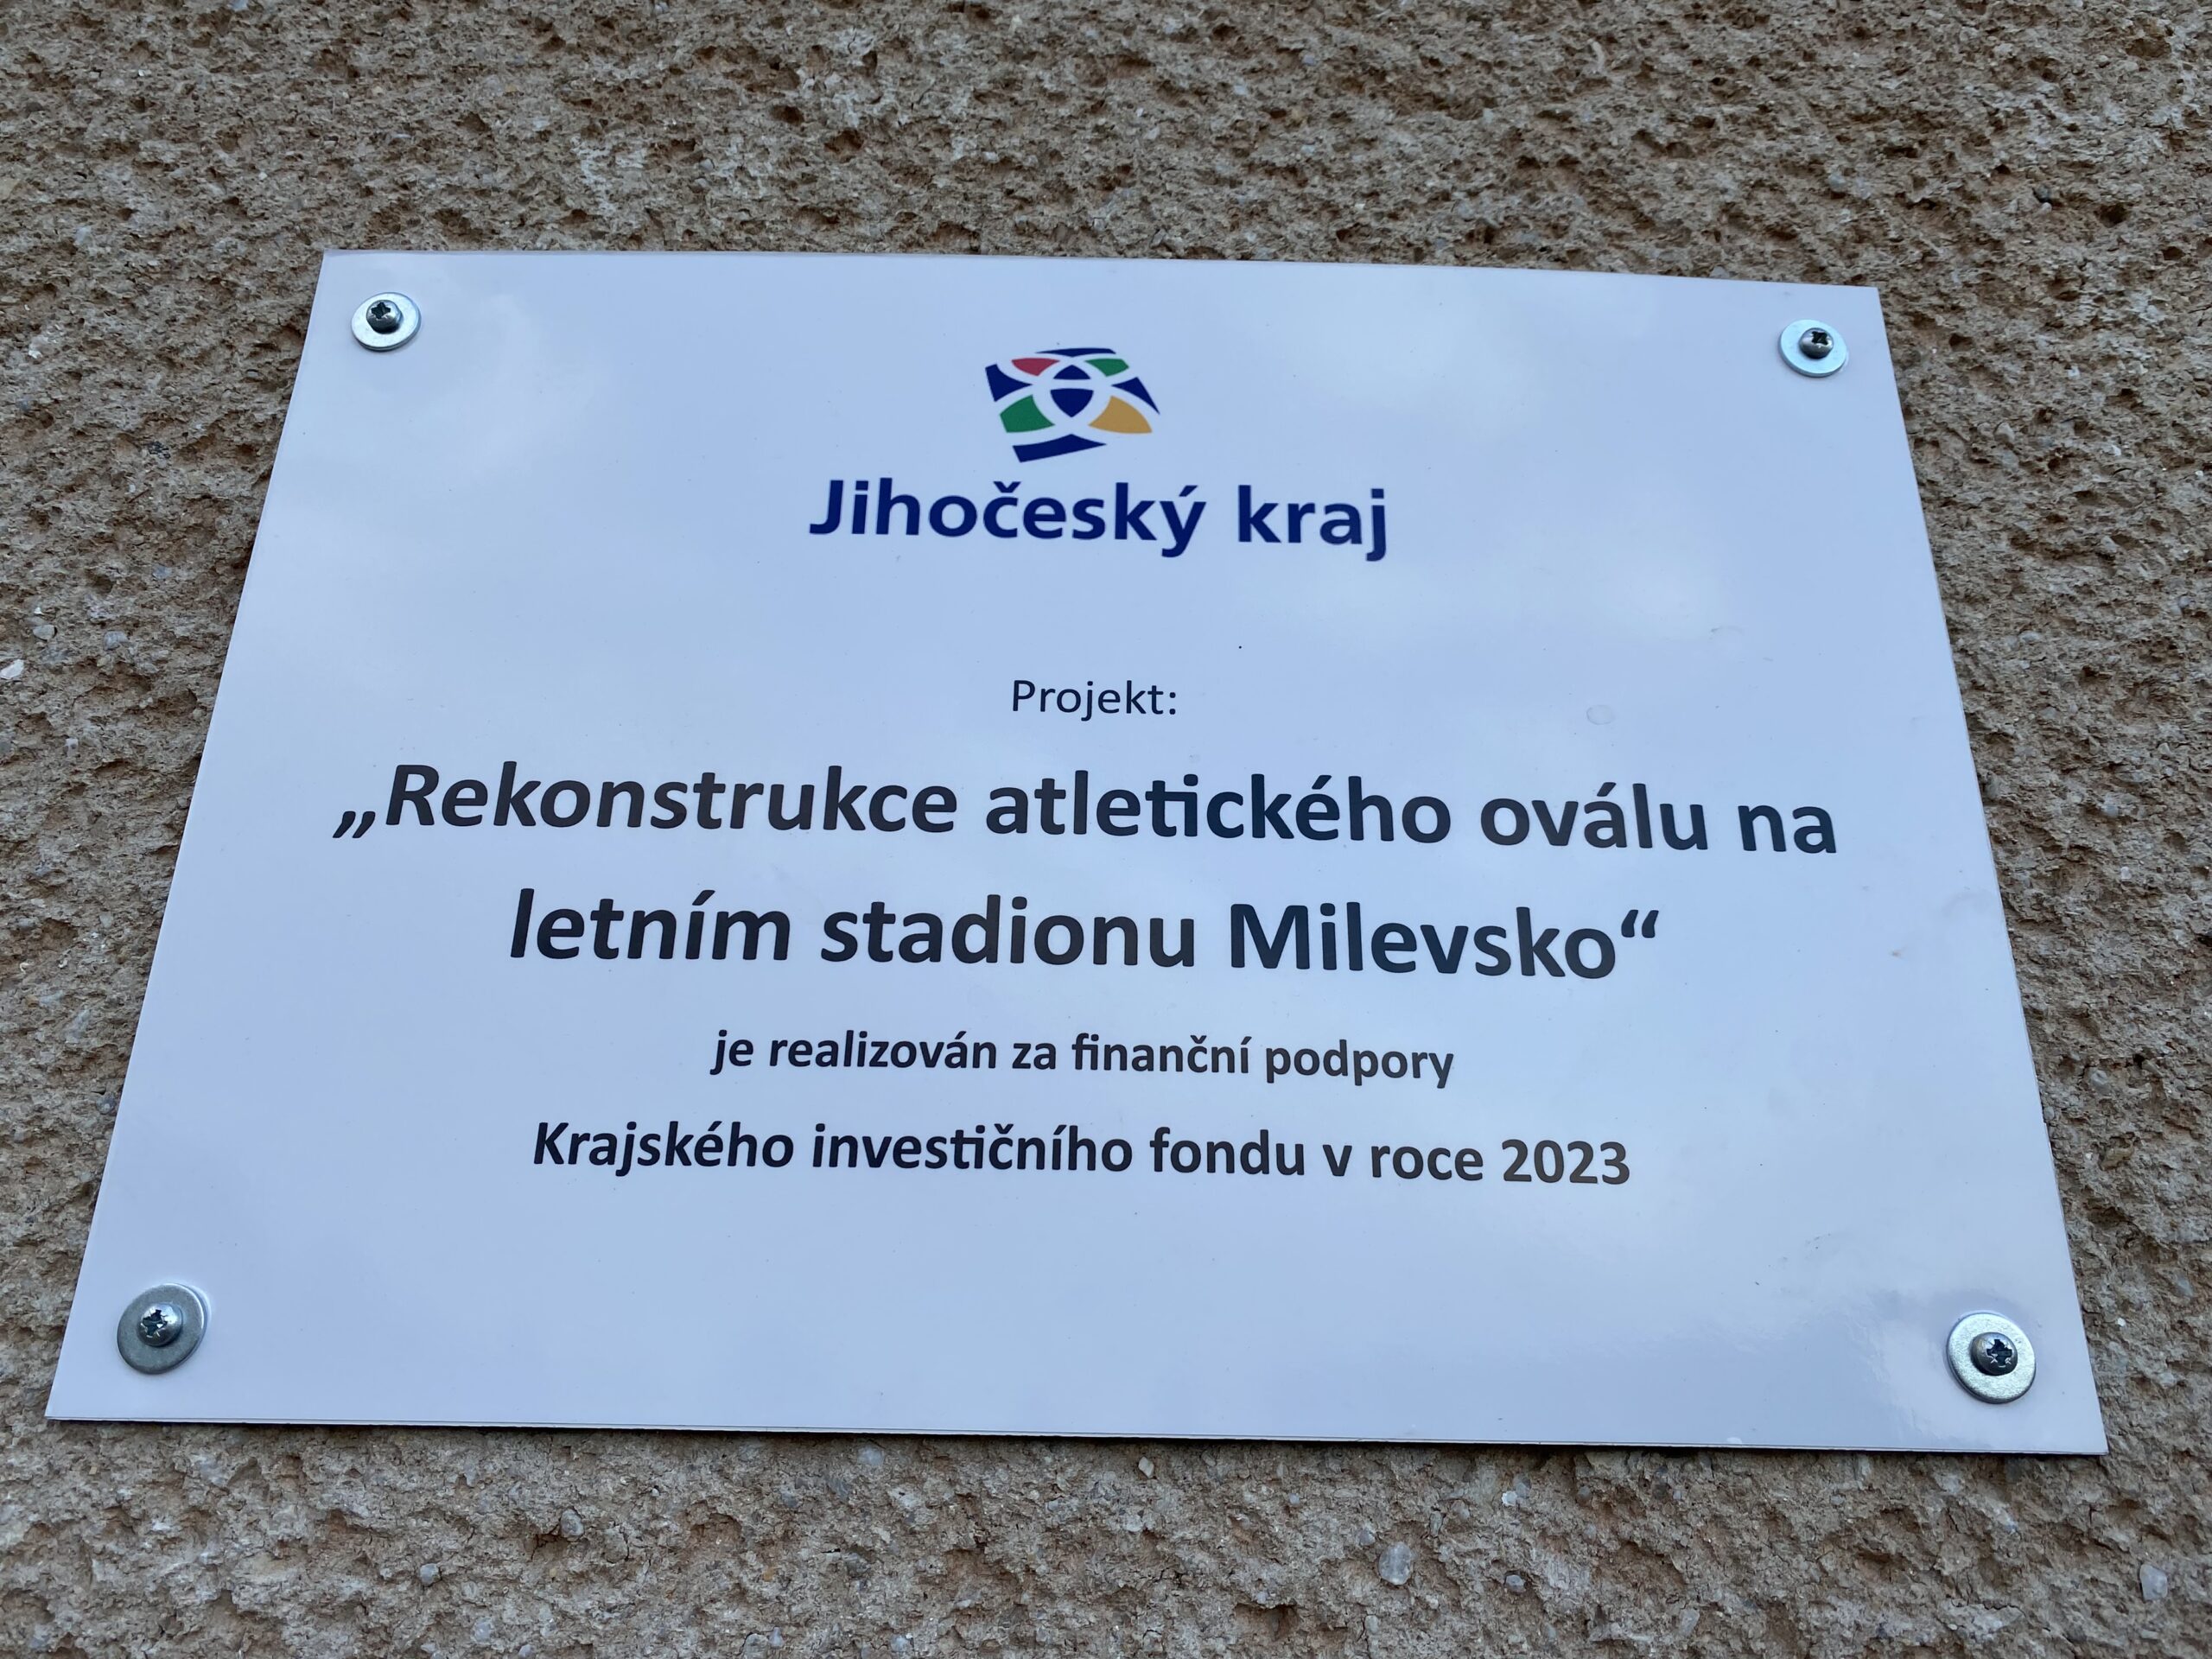 Jihočeský kraj
Projekt:
„Rekonstrukce atletického oválu na
letním stadionu Milevsko“
je realizován za finanční podpory
Krajského investičního fondu v roce 2023